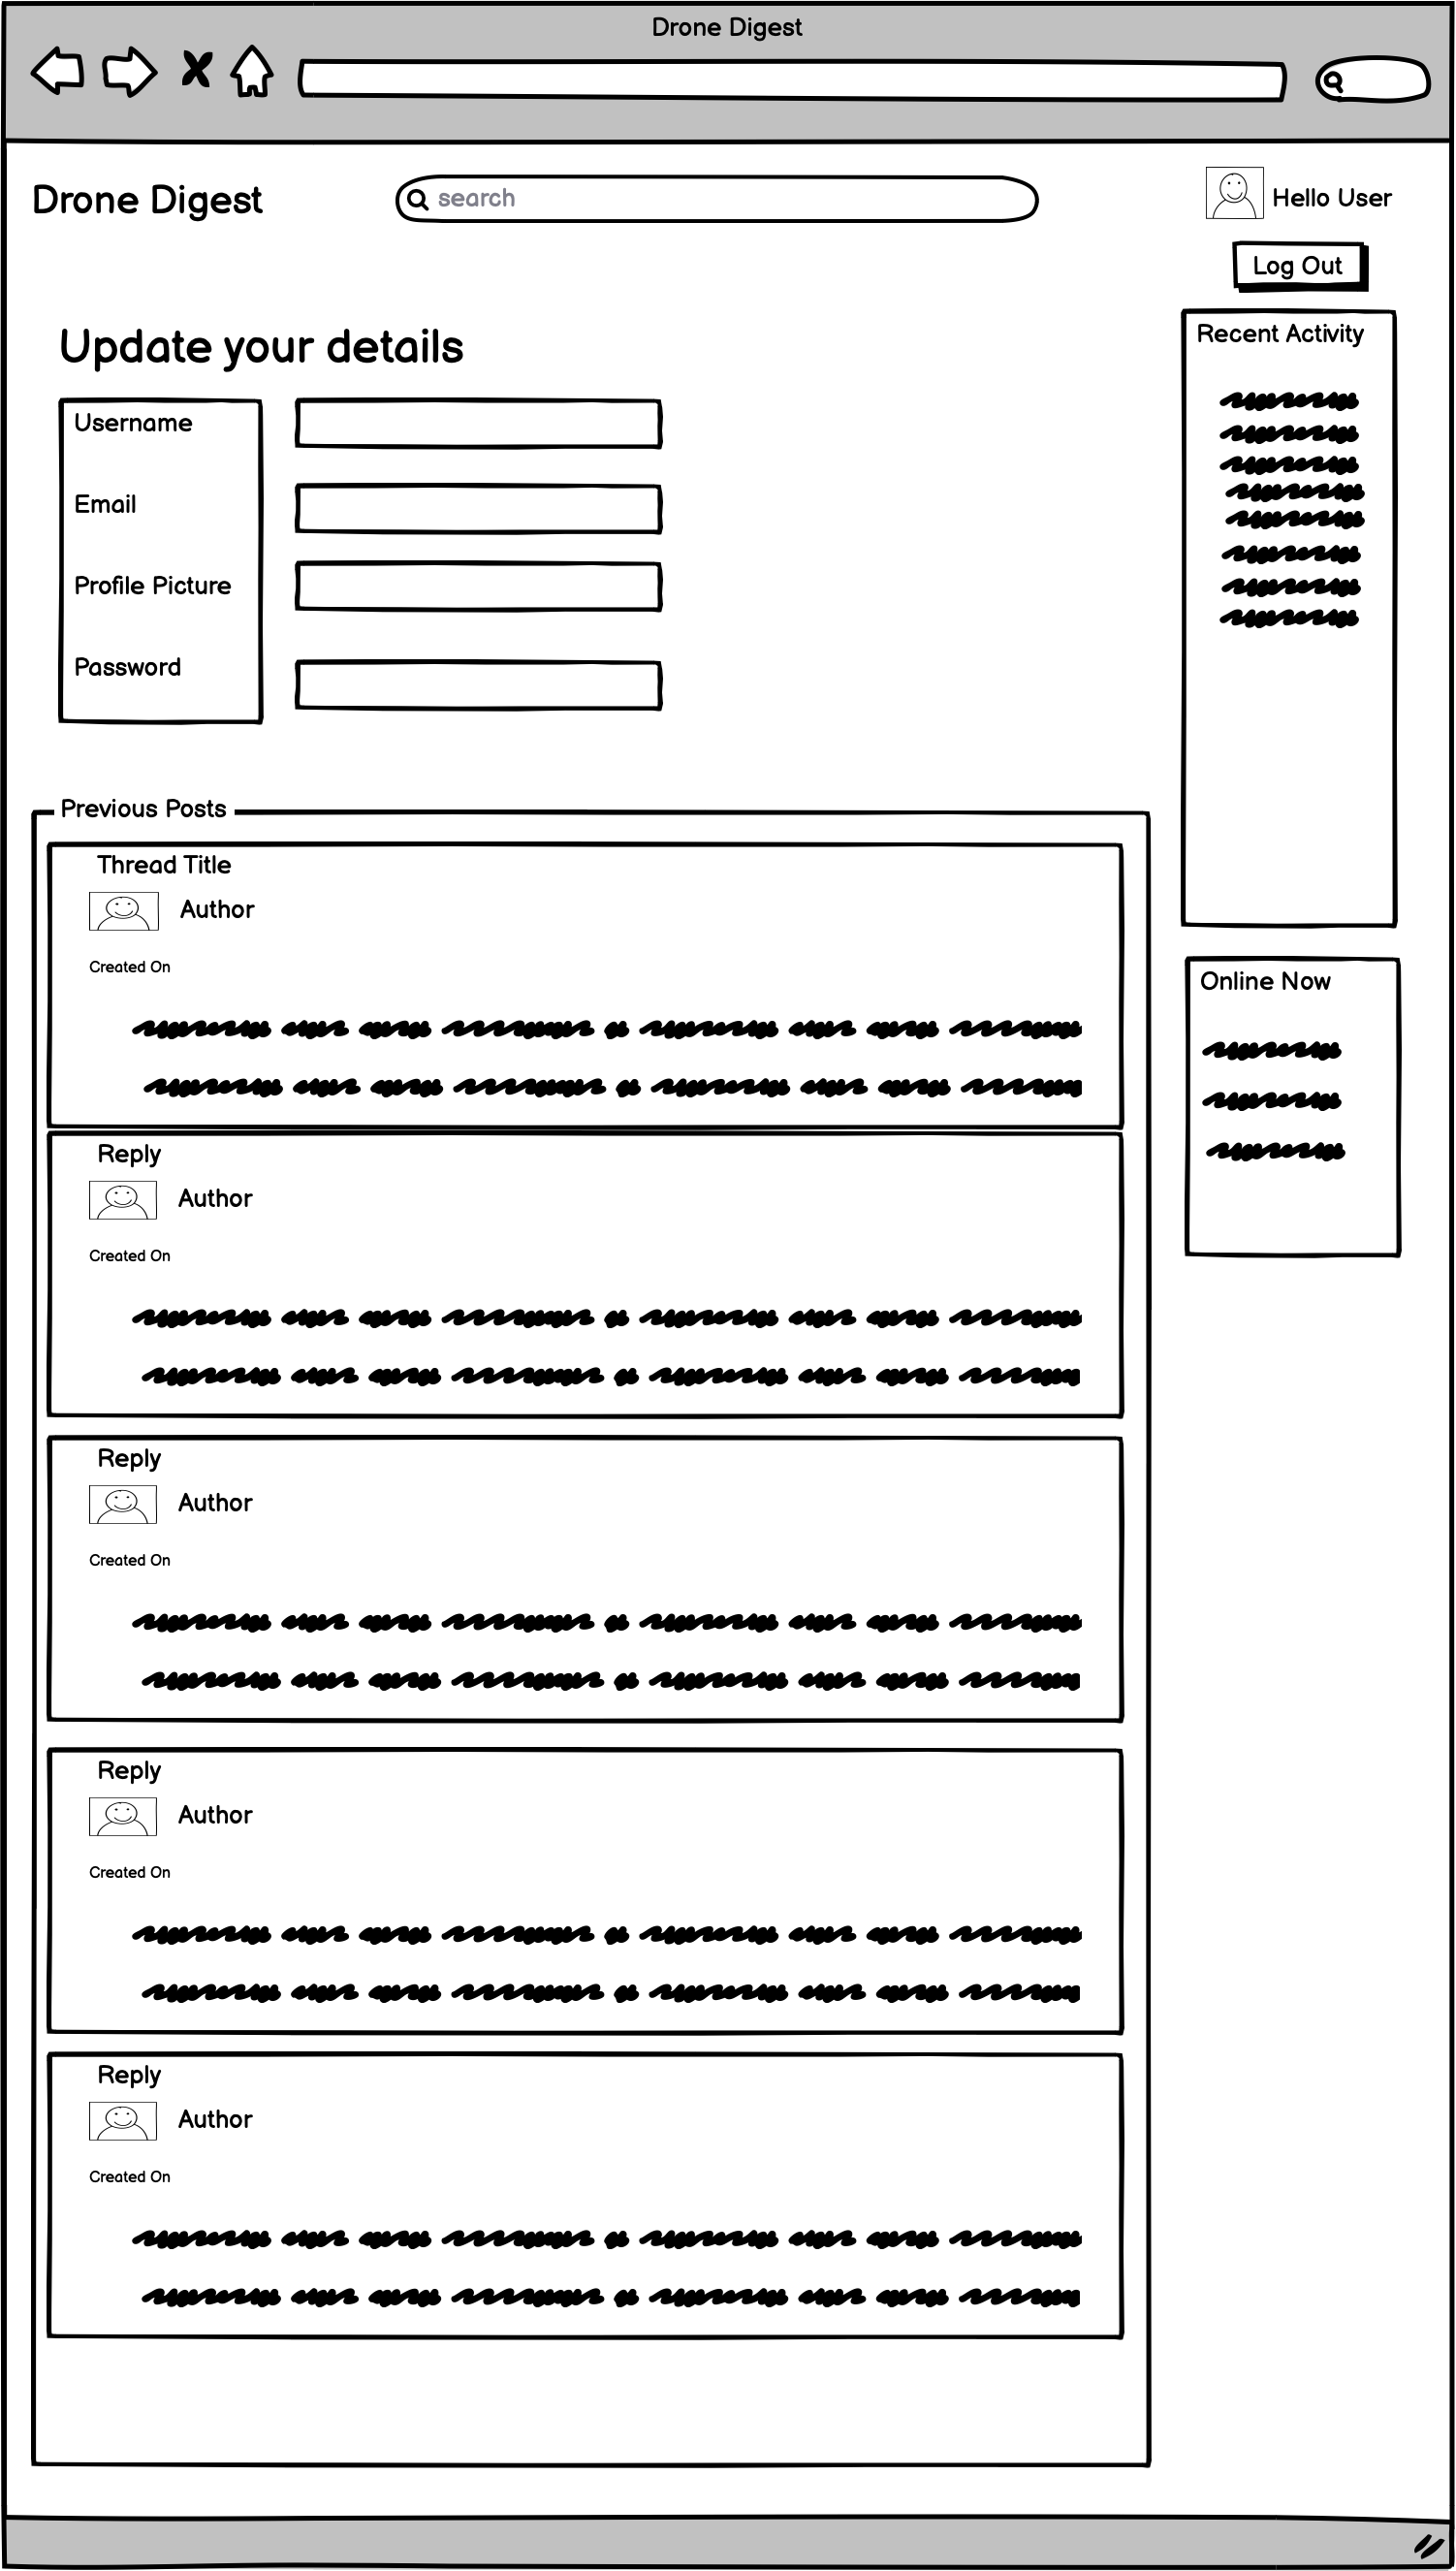 Drone Digest
Drone Digest
search
Hello User
Log Out
Update your details
Username
Email
Profile Picture
Password
Recent Activity
Previous Posts
Thread Title
Author
Created On
Online Now
Reply
Author
Created On
Reply
Author
Created On
Reply
Author
Created On
Reply
Author
Created On